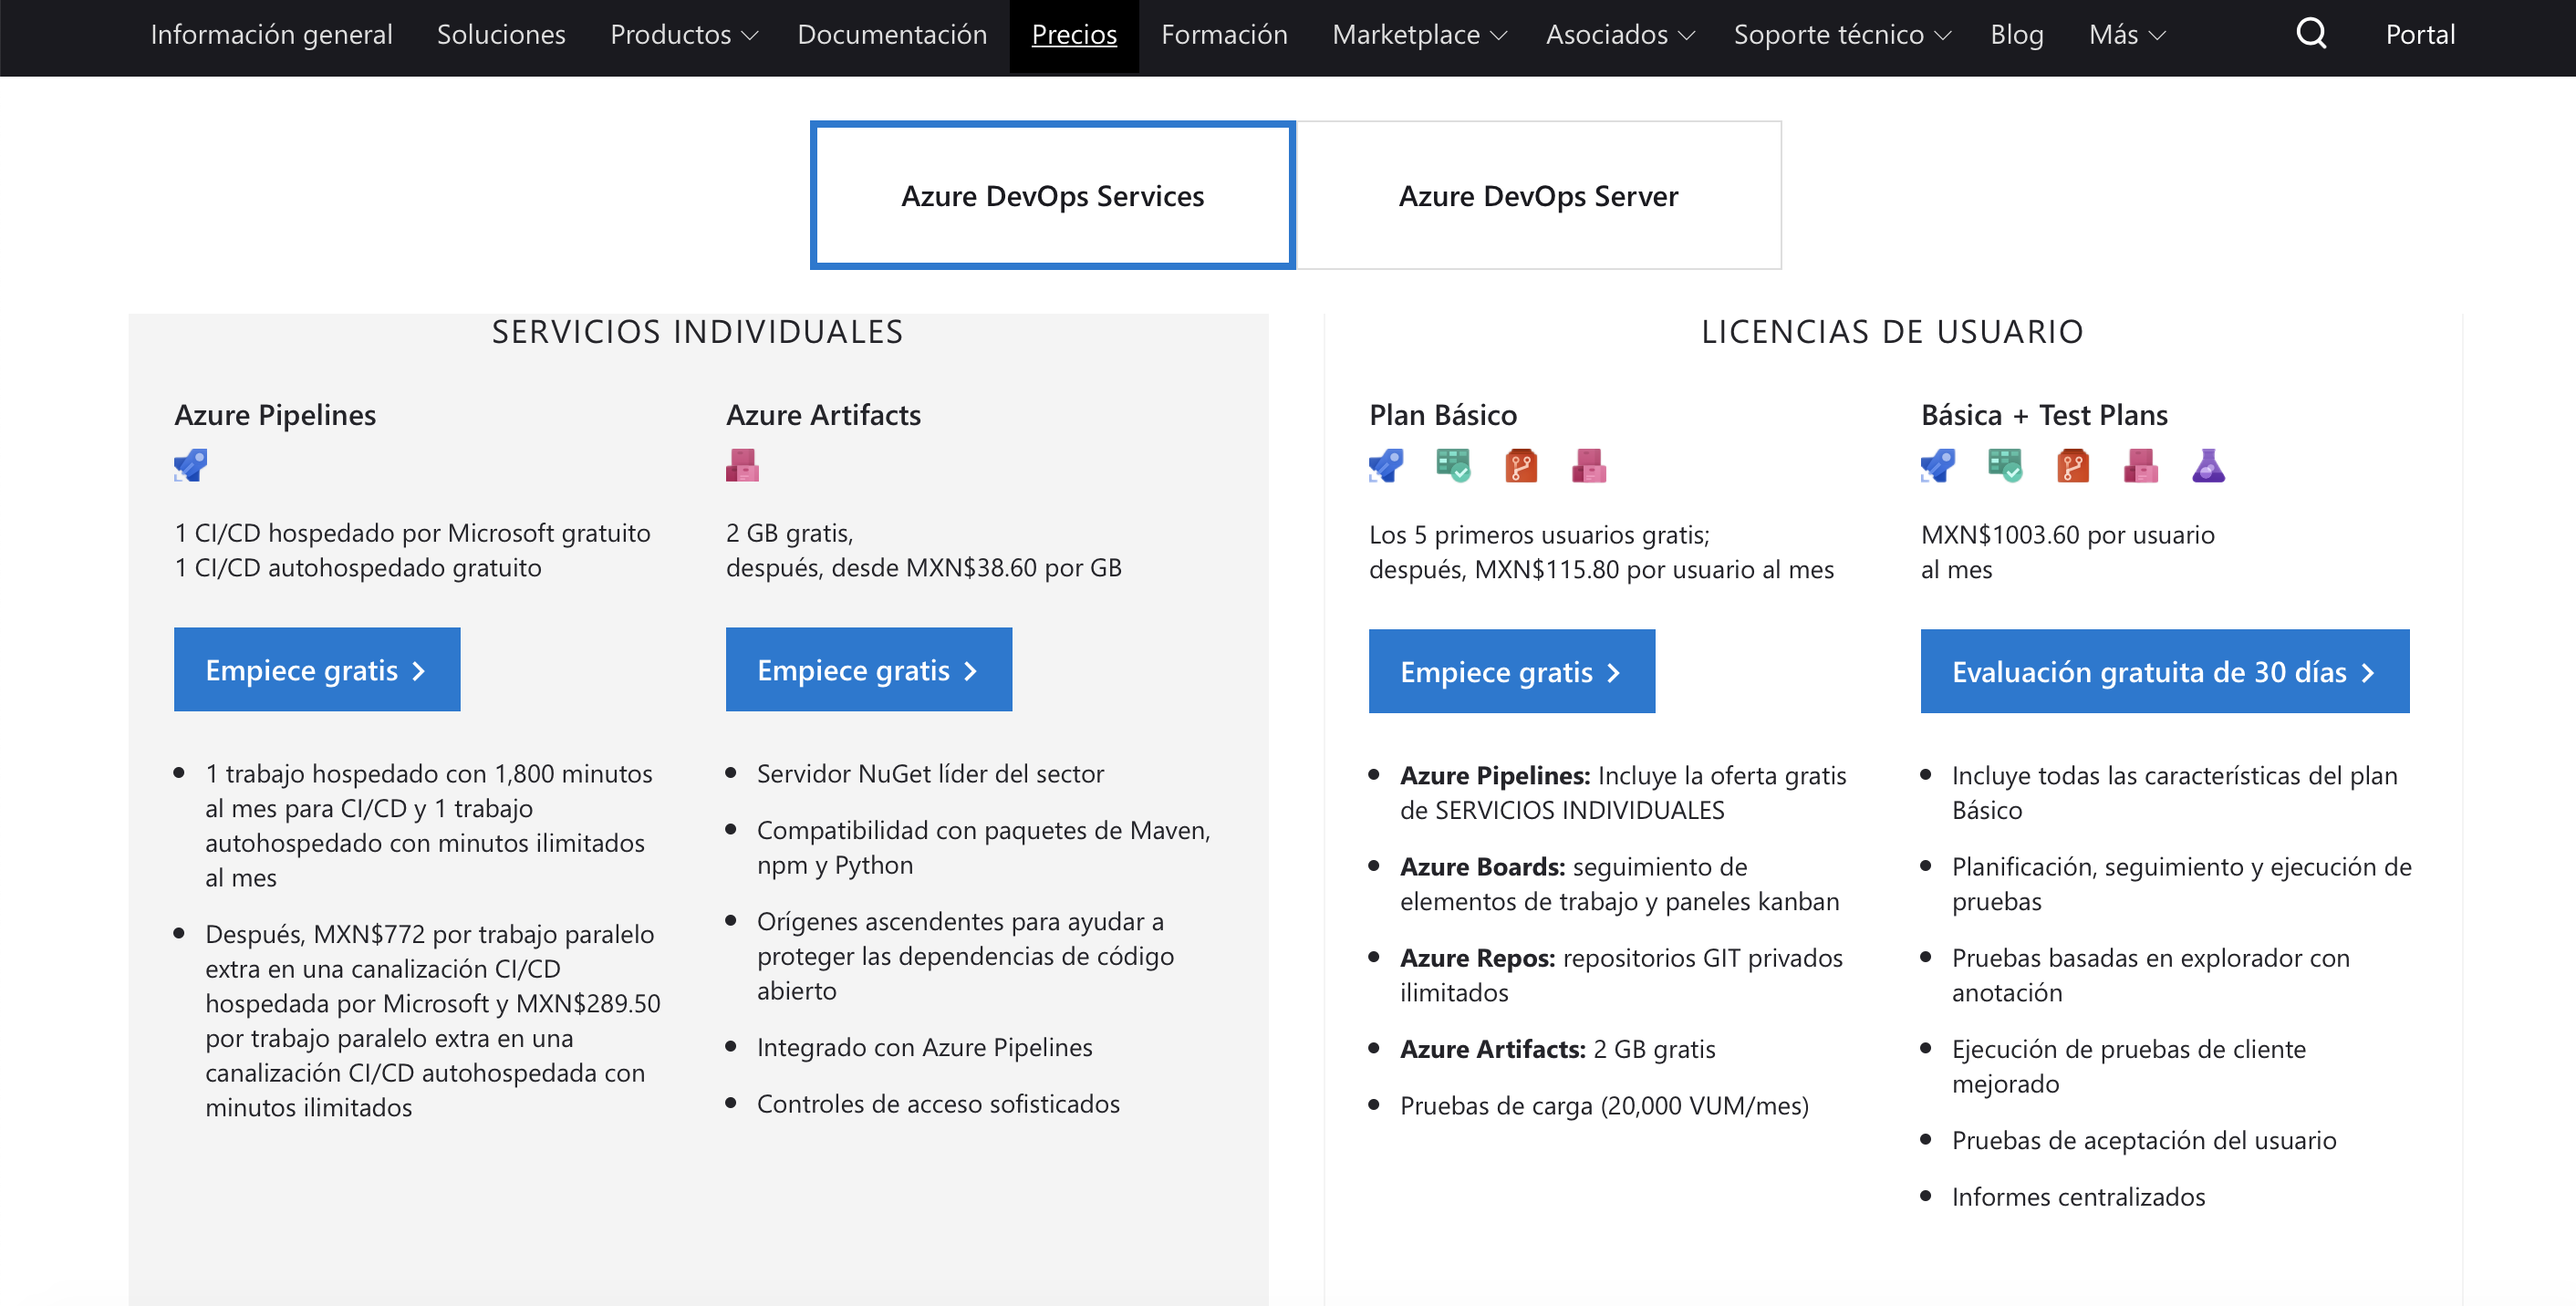 Información general
Soluciones
Productos
Documentación
Precios
Formación
Marketplace
Asociados
Soporte técnico
Blog
Más
Portal
Azure DevOps Services
Azure DevOps Server
SERVICIOS INDIVIDUALES
Azure Pipelines
1 CI/CD hospedado por Microsoft gratuito
1 CI/CD autohospedado gratuito
Empiece gratis
1 trabajo hospedado con 1,800 minutos
al mes para CI/CD y 1 trabajo
autohospedado con minutos ilimitados
al mes
Después, MXN$772 por trabajo paralelo
extra en una canalización CI/CD
hospedada por Microsoft y MXN$289.50
por trabajo paralelo extra en una
canalización CI/CD autohospedada con
minutos ilimitados
Azure Artifacts
2 GB gratis,
después, desde MXN$38.60 por GB
Empiece gratis
Servidor NuGet líder del sector
Compatibilidad con paquetes de Maven,
npm y Python
Orígenes ascendentes para ayudar a
proteger las dependencias de código
abierto
Integrado con Azure Pipelines
Controles de acceso sofisticados
LICENCIAS DE USUARIO
Plan Básico
Los 5 primeros usuarios gratis;
después, MXN$115.80 por usuario al mes
Empiece gratis
Azure Pipelines: Incluye la oferta gratis
de SERVICIOS INDIVIDUALES
Azure Boards: seguimiento de
elementos de trabajo y paneles kanban
Azure Repos: repositorios GIT privados
ilimitados
Azure Artifacts: 2 GB gratis
Pruebas de carga (20,000 VUM/mes)
Básica + Test Plans
MXN$1003.60 por usuario
al mes
Evaluación gratuita de 30 días
Incluye todas las características del plan
Básico
Planificación, seguimiento y ejecución de
pruebas
Pruebas basadas en explorador con
anotación
Ejecución de pruebas de cliente
mejorado
Pruebas de aceptación del usuario
Informes centralizados